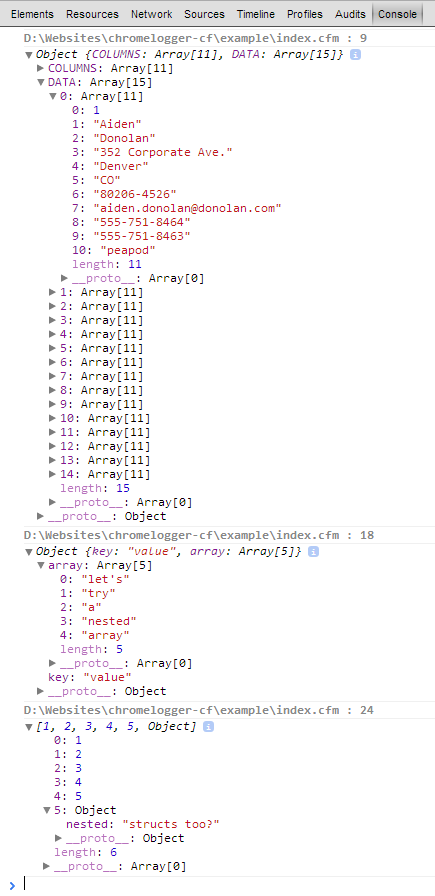 Elements Resources Network Sources Timeline Profiles Audits Console
D:\Websites\chromelogger-cf\example\index.cfm : 9
Object {COLUMNS: Array[11], DATA: Array[15]}
COLUMNS: Array[11]
DATA: Array[15]
0: Array[11]
0: 1
1: "Aiden"
2: "Donolan"
3: "352 Corporate Ave."
4: "Denver"
5: "CO"
6: "80206-4526"
7: "aiden.donolan@donolan.com"
8: "555-751-8464"
9: "555-751-8463"
10: "peapod"
length: 11
__proto__: Array[0]
1: Array[11]
2: Array[11]
3: Array[11]
4: Array[11]
5: Array[11]
6: Array[11]
7: Array[11]
8: Array[11]
9: Array[11]
10: Array[11]
11: Array[11]
12: Array[11]
13: Array[11]
14: Array[11]
length: 15
__proto__: Array[0]
__proto__: Object
D:\Websites\chromelogger-cf\example\index.cfm : 18
Object {key: "value", array: Array[5]}
array: Array[5]
0: "let's"
1: "try"
2: "a"
3: "nested"
4: "array"
length: 5
__proto__: Array[0]
key: "value"
__proto__: Object
D:\Websites\chromelogger-cf\example\index.cfm : 24
[1, 2, 3, 4, 5, Object]
0: 1
1: 2
2: 3
3: 4
4: 5
5: Object
nested: "structs too?"
__proto__: Object
length: 6
__proto__: Array[0]